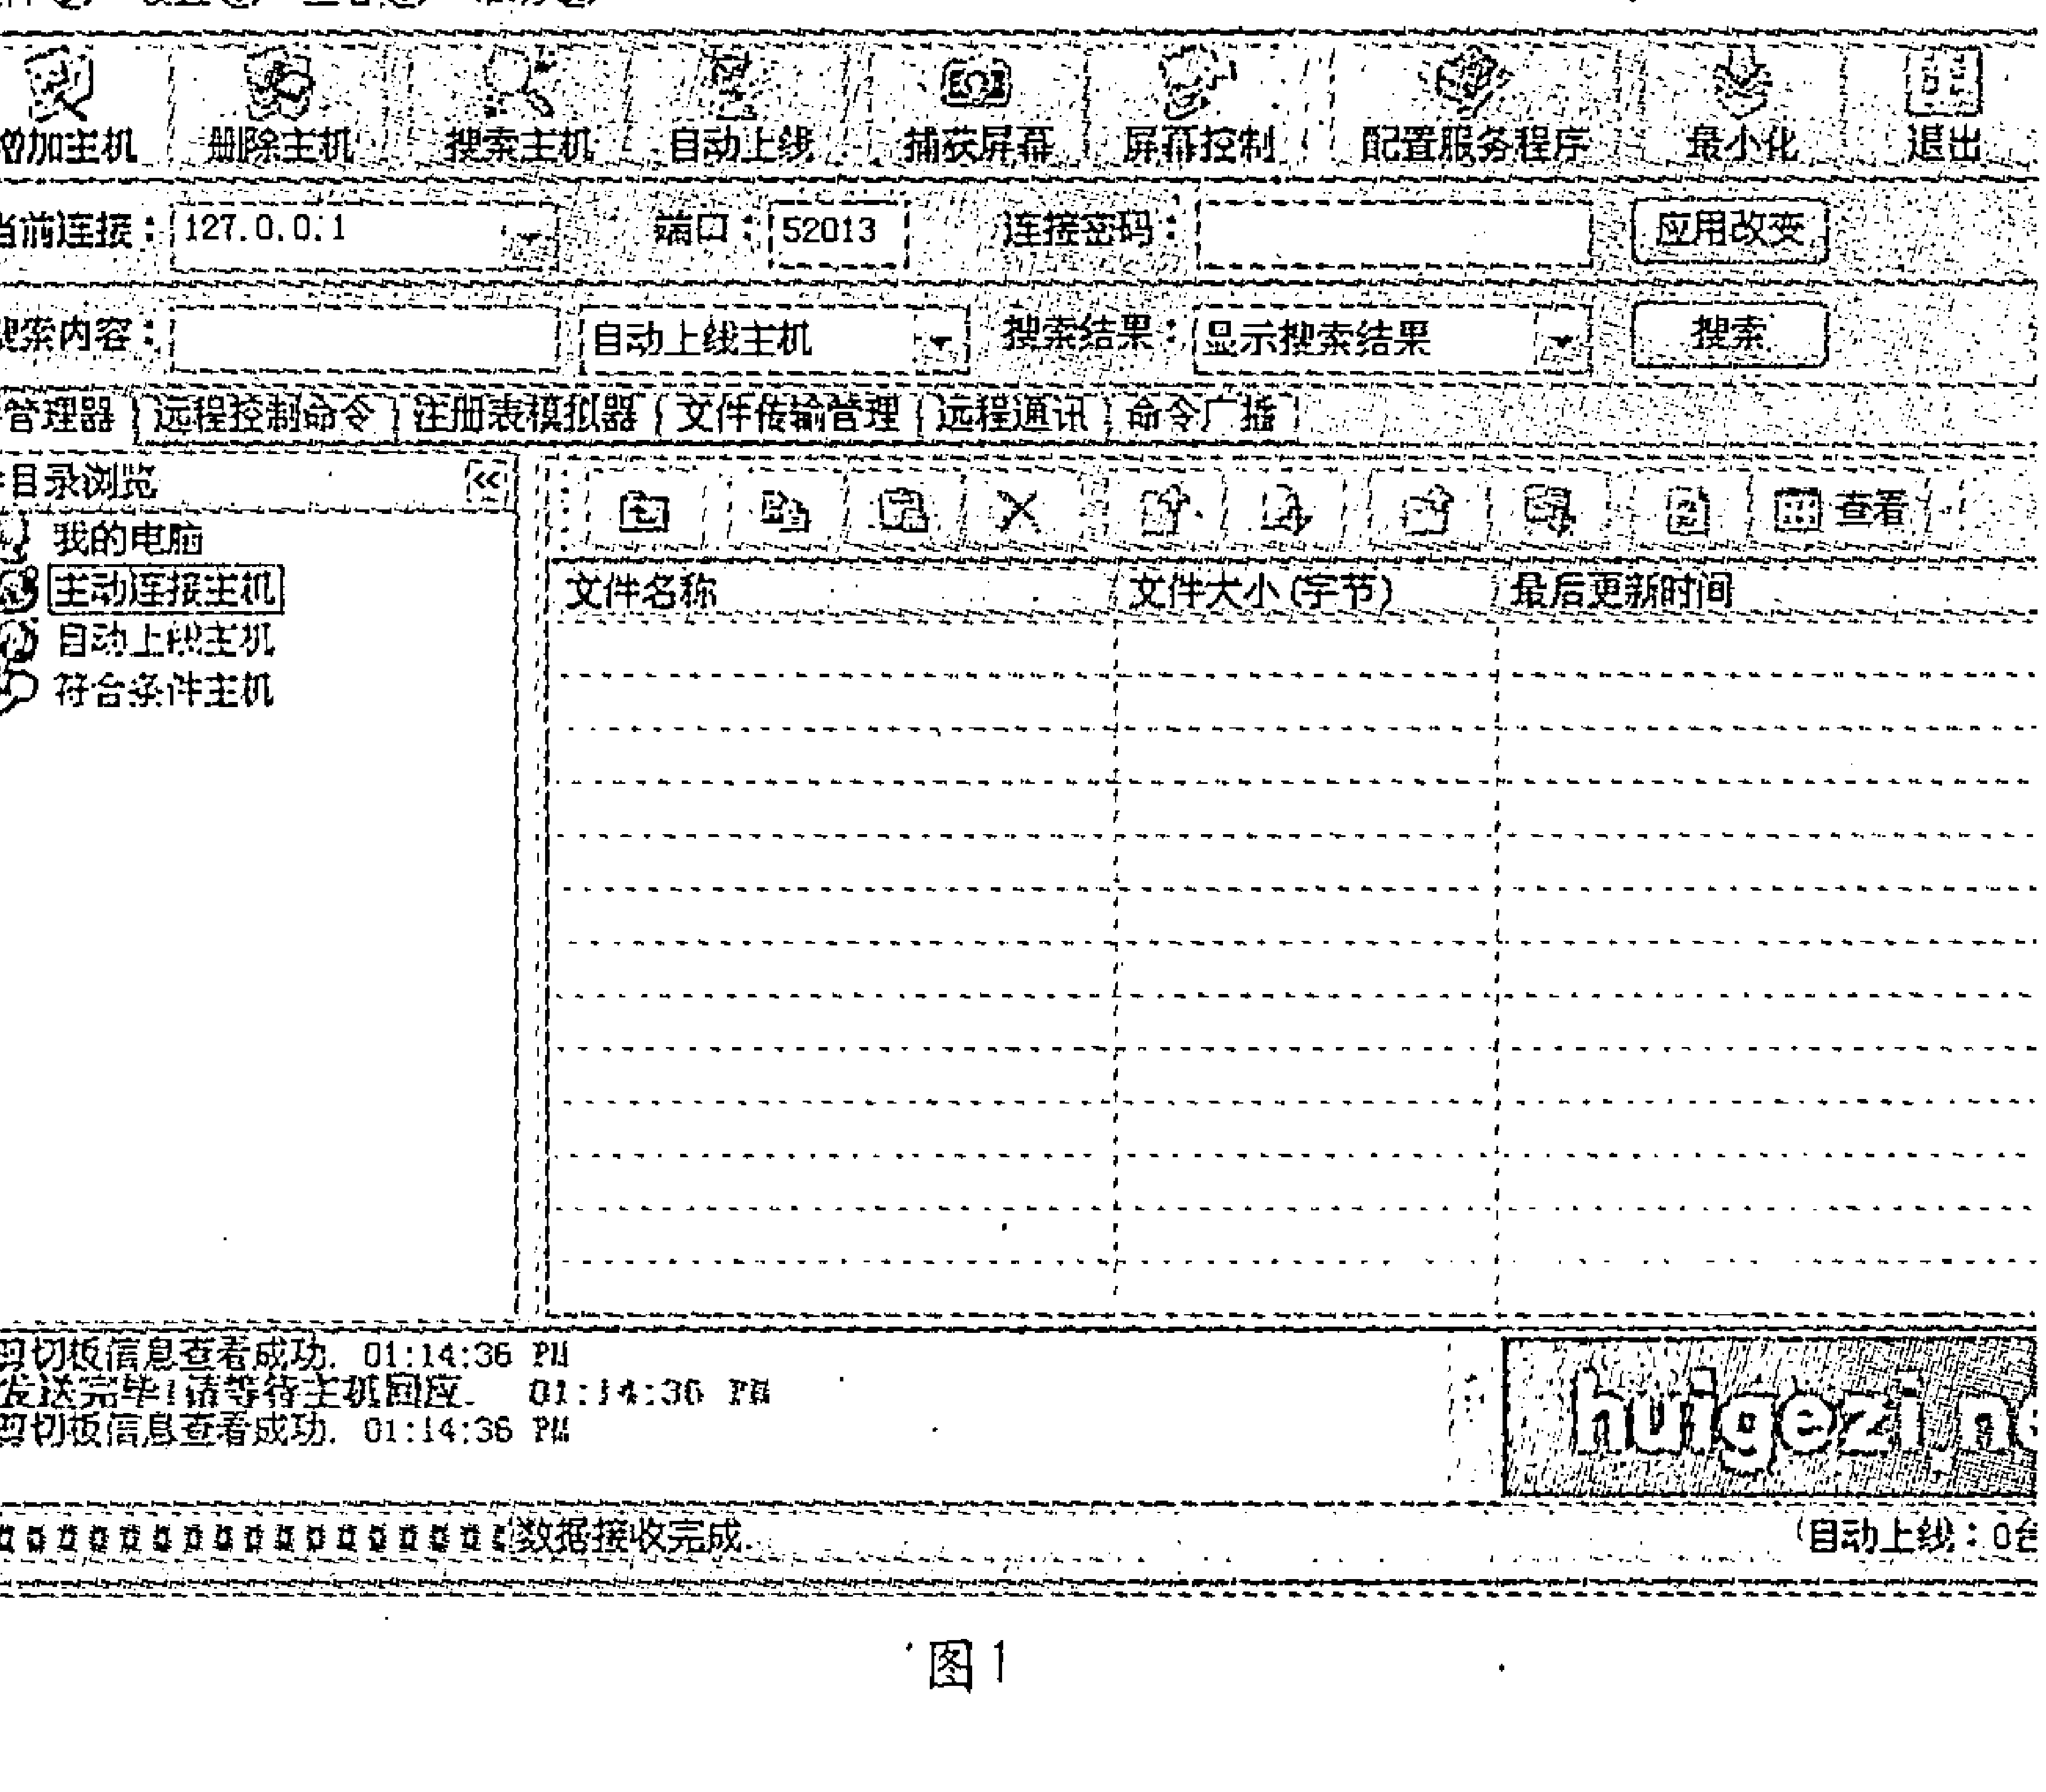 增加主机 删除主机 搜索主机 自动上线 捕获屏幕 屏幕控制 配置服务程序 最小化 退出
当前连接： 127.0.0.1 端口： 52013 连接密码： 应用改变
搜索内容： 自动上线主机 搜索结果： 显示搜索结果 搜索
管理器 远程控制命令 注册表模拟器 文件传输管理 远程通讯 命令广播
目录浏览 << 查看
我的电脑
文件名称 文件大小(字节) 最后更新时间
主动连接主机
自动上线主机
符合条件主机
剪切板信息查看成功. 01:14:36 PM
发送完毕!请等待主机回应. 01:14:36 PM
剪切板信息查看成功. 01:14:36 PM
huigezi.ne
数据接收完成. 自动上线：0台
图1